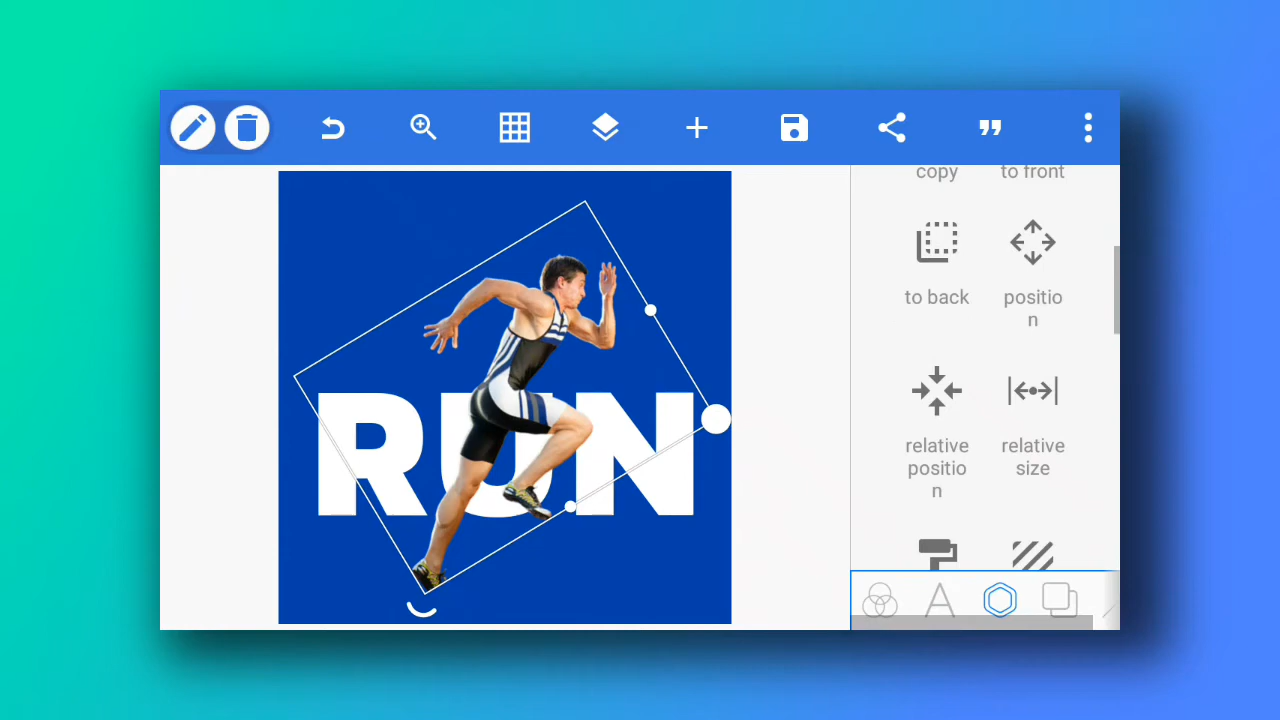 copy
to front
to back
positio
n
relative
positio
n
relative
size
RUN